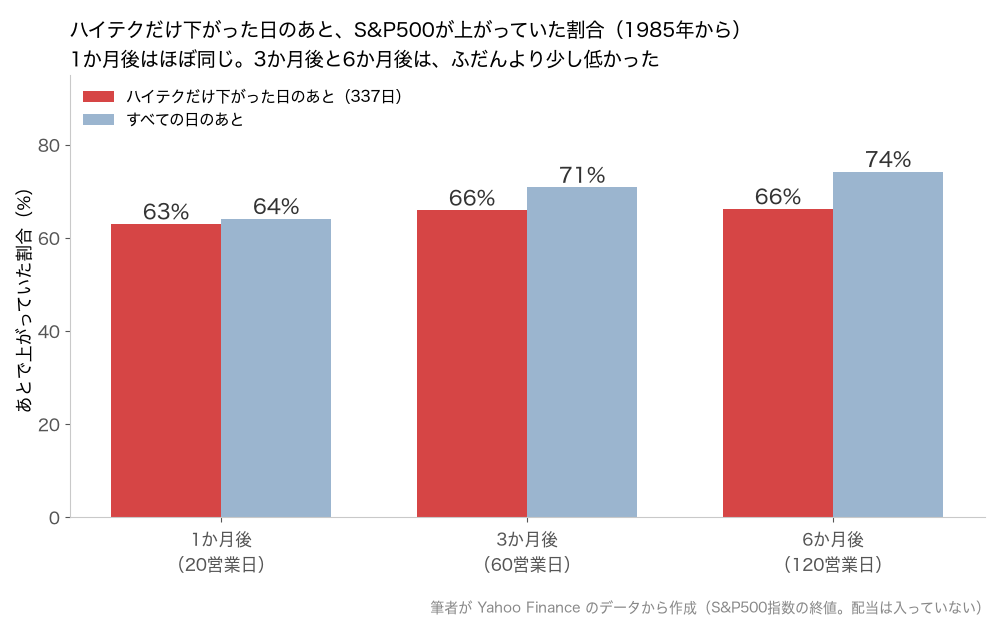 ハイテクだけ下がった日のあと、S&P500が上がっていた割合（1985年から）
1か月後はほぼ同じ。3か月後と6か月後は、ふだんより少し低かった
ハイテクだけ下がった日のあと（337日）
すべての日のあと
あとで上がっていた割合（%）
80
60
40
20
0
63%
64%
66%
71%
66%
74%
1か月後
（20営業日）
3か月後
（60営業日）
6か月後
（120営業日）
筆者が Yahoo Finance のデータから作成（S&P500指数の終値。配当は入っていない）